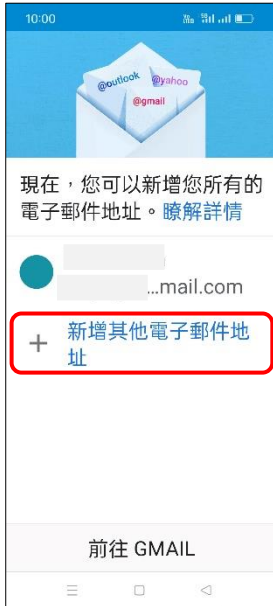 10:00
@outlook
@yahoo
@gmail
現在，您可以新增您所有的
電子郵件地址。瞭解詳情
...mail.com
新增其他電子郵件地
址
前往 GMAIL